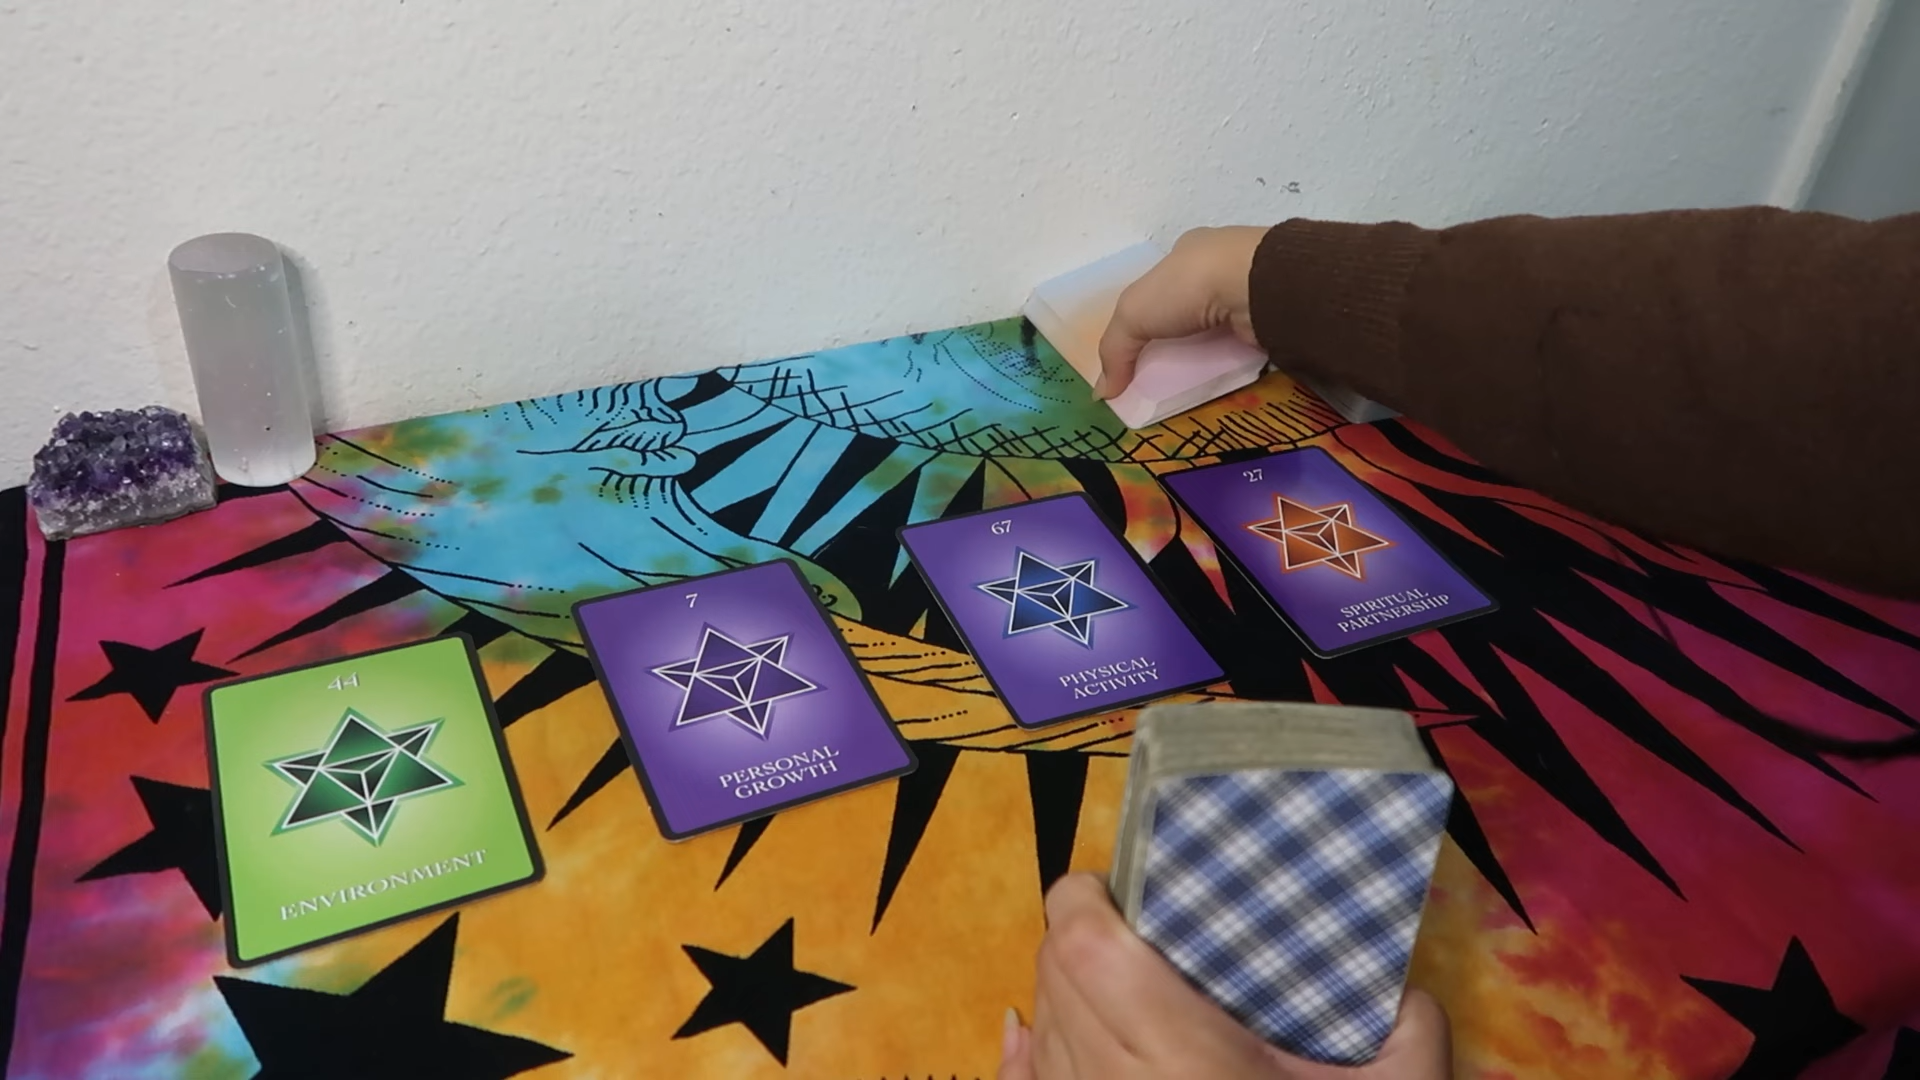 44
ENVIRONMENT
7
PERSONAL
GROWTH
67
PHYSICAL
ACTIVITY
27
SPIRITUAL
PARTNERSHIP